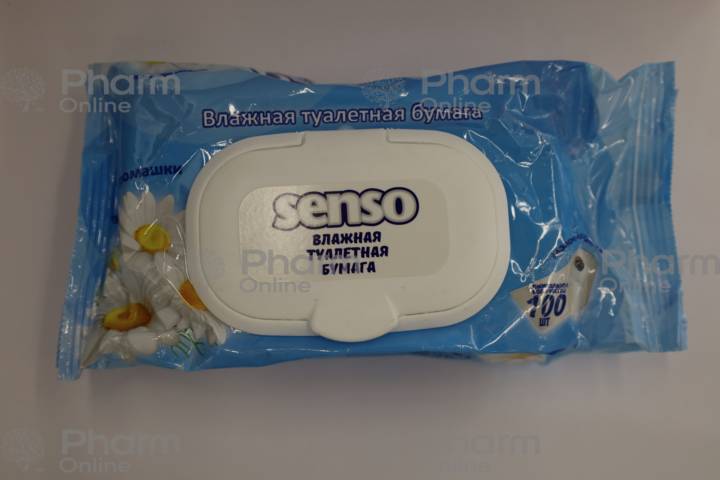 Pharm
Online
Pharm
Online
Влажная туалетная бумага
senso
ВЛАЖНАЯ
ТУАЛЕТНАЯ
БУМАГА
100
ШТ
Pharm
Online
Pharm
Online
Pharm
Online
Pharm
Online